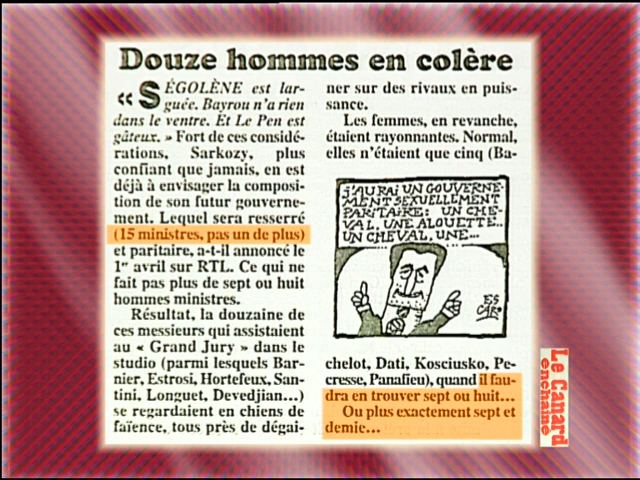 Douze hommes en colère
« SÉGOLÈNE est lar-
guée. Bayrou n'a rien
dans le ventre. Et Le Pen est
gâteux. » Fort de ces considé-
rations, Sarkozy, plus
confiant que jamais, en est
déjà à envisager la composi-
tion de son futur gouverne-
ment. Lequel sera resserré
(15 ministres, pas un de plus)
et paritaire, a-t-il annoncé le
1er avril sur RTL. Ce qui ne
fait pas plus de sept ou huit
hommes ministres.
Résultat, la douzaine de
ces messieurs qui assistaient
au « Grand Jury » dans le
studio (parmi lesquels Bar-
nier, Estrosi, Hortefeux, San-
tini, Longuet, Devedjian...)
se regardaient en chiens de
faïence, tous près de dégai-
ner sur des rivaux en puis-
sance.
Les femmes, en revanche,
étaient rayonnantes. Normal,
elles n'étaient que cinq (Ba-
J'AURAI UN GOUVERNE-
MENT SEXUELLEMENT
PARITAIRE: UN CHE-
VAL, UNE ALOUETTE..
UN CHEVAL, UNE...
ESCARO
chelot, Dati, Kosciusko, Pe-
cresse, Panafieu), quand il fau-
dra en trouver sept ou huit...
Ou plus exactement sept et
demie...
Le Canard
enchaîné